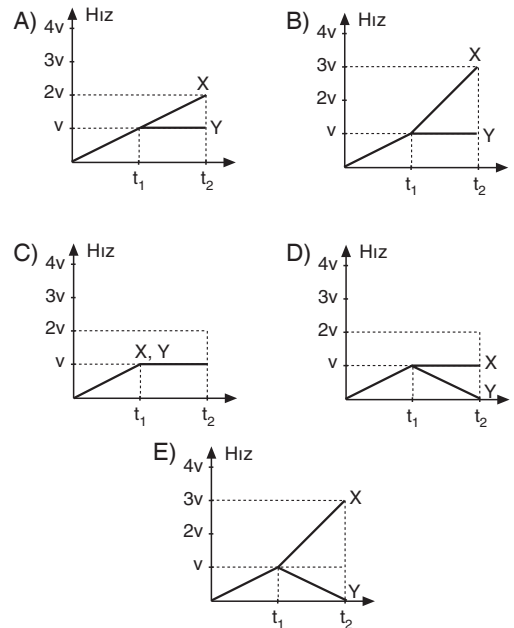 A) Hız
4v
3v
2v
v
X
Y
t1 t2
B) Hız
4v
3v
2v
v
X
Y
t1 t2
C) Hız
4v
3v
2v
v
X, Y
t1 t2
D) Hız
4v
3v
2v
v
X
Y
t1 t2
E) Hız
4v
3v
2v
v
X
Y
t1 t2